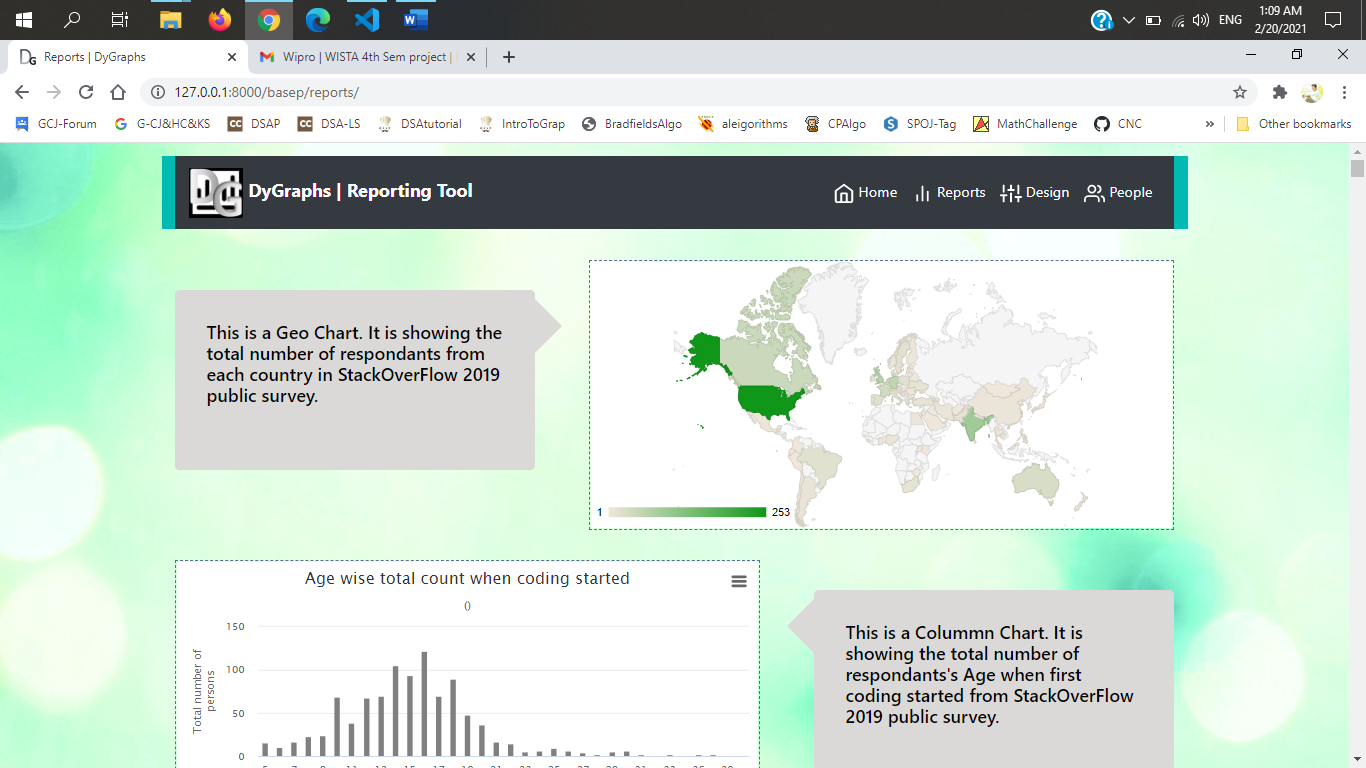 ENG
1:09 AM
2/20/2021
Reports | DyGraphs
Wipro | WISTA 4th Sem project |
127.0.0.1:8000/basep/reports/
GCJ-Forum
G-CJ&HC&KS
DSAP
DSA-LS
DSAtutorial
IntroToGrap
BradfieldsAlgo
aleigorithms
CPAlgo
SPOJ-Tag
MathChallenge
CNC
»
Other bookmarks
DG
DyGraphs | Reporting Tool
Home
Reports
Design
People
This is a Geo Chart. It is showing the
total number of respondants from
each country in StackOverFlow 2019
public survey.
1
253
Age wise total count when coding started
()
150
100
50
0
Total number of
persons
This is a Colummn Chart. It is
showing the total number of
respondants's Age when first
coding started from StackOverFlow
2019 public survey.